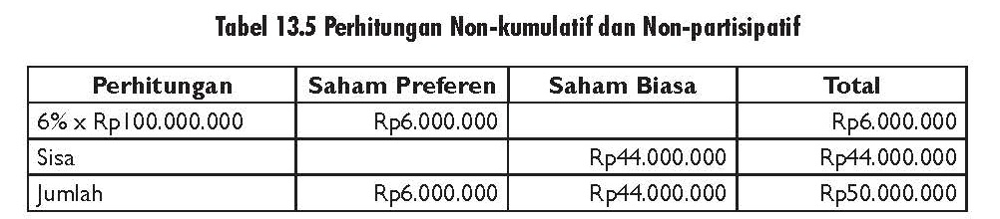 Tabel 13.5 Perhitungan Non-kumulatif dan Non-partisipatif
Perhitungan Saham Preferen Saham Biasa Total
6% x Rp100.000.000 Rp6.000.000 Rp6.000.000
Sisa Rp44.000.000 Rp44.000.000
Jumlah Rp6.000.000 Rp44.000.000 Rp50.000.000